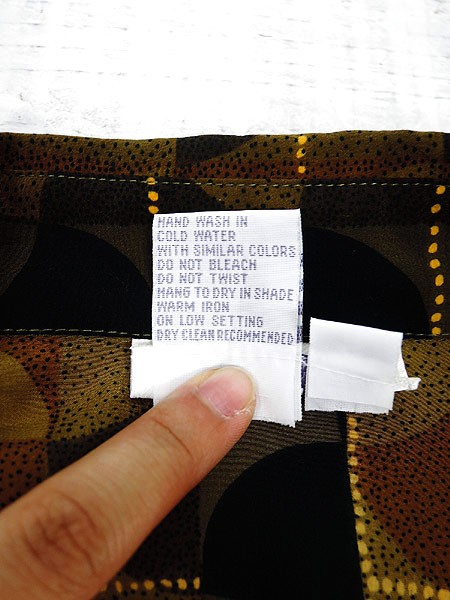 HAND WASH IN
COLD WATER
WITH SIMILAR COLORS
DO NOT BLEACH
DO NOT TWIST
HANG TO DRY IN SHADE
WARM IRON
ON LOW SETTING
DRY CLEAN RECOMMENDED